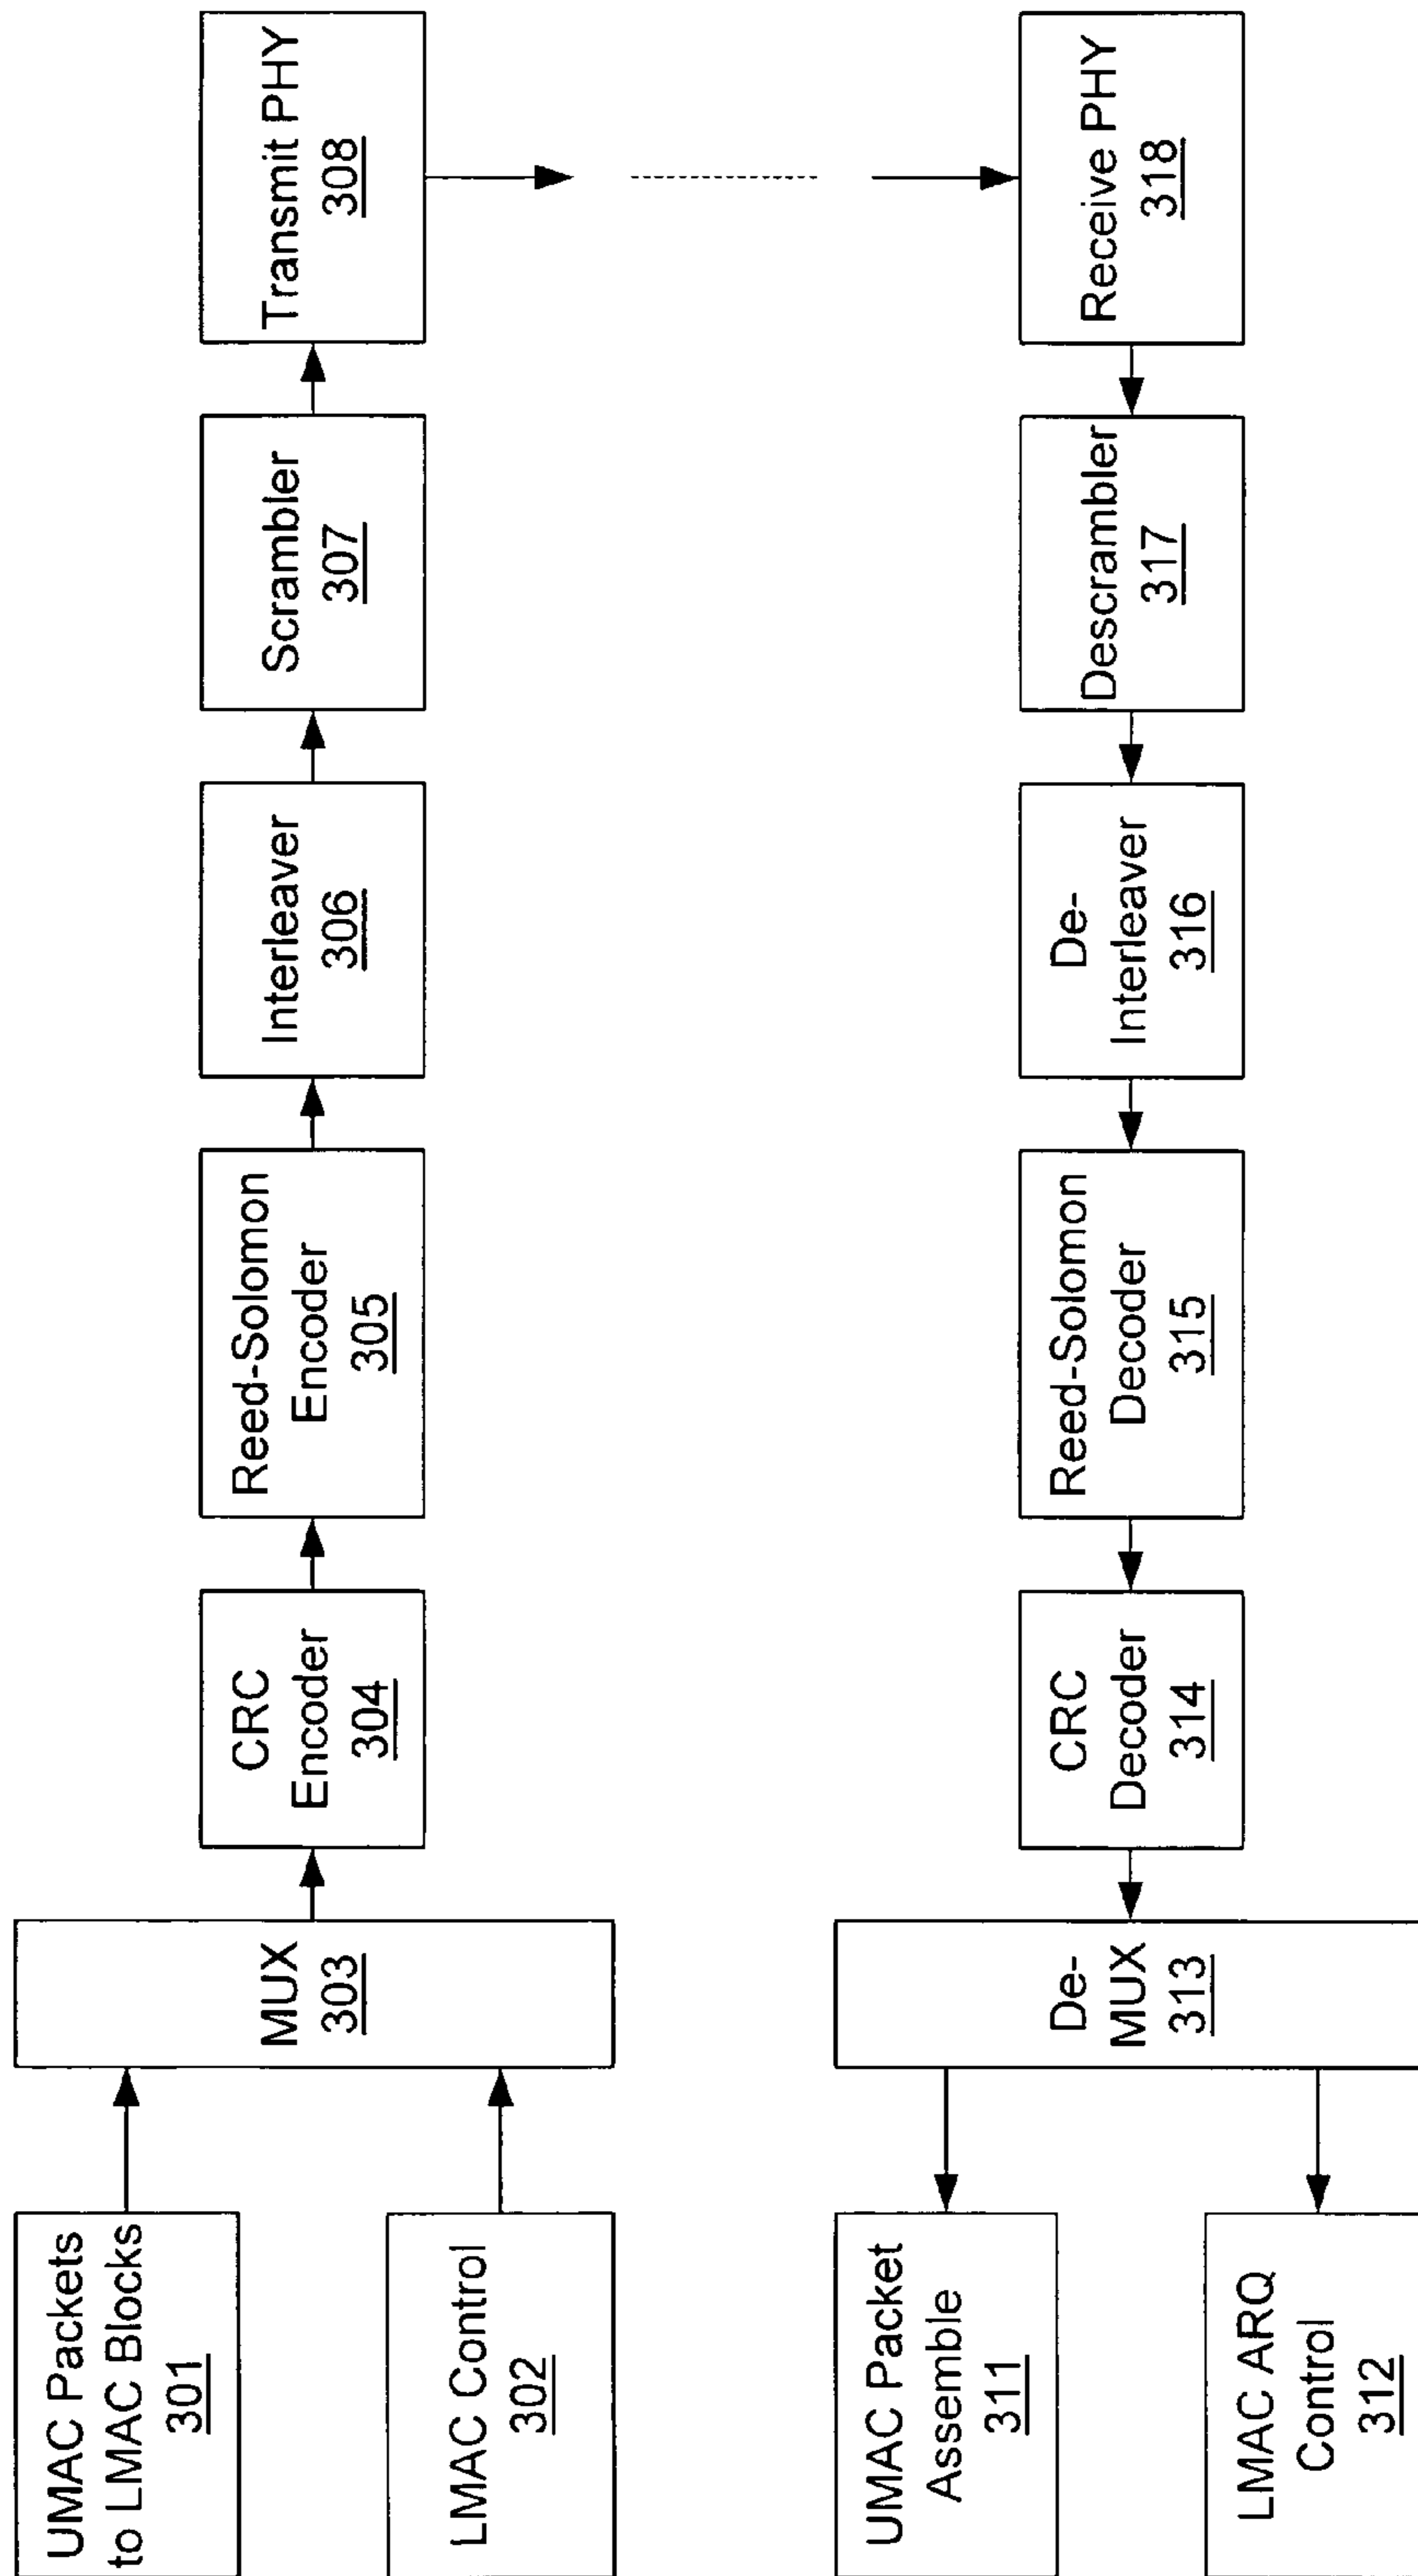 UMAC Packets
to LMAC Blocks
301
LMAC Control
302
MUX
303
CRC
Encoder
304
Reed-Solomon
Encoder
305
Interleaver
306
Scrambler
307
Transmit PHY
308
UMAC Packet
Assemble
311
LMAC ARQ
Control
312
De-
MUX
313
CRC
Decoder
314
Reed-Solomon
Decoder
315
De-
Interleaver
316
Descrambler
317
Receive PHY
318